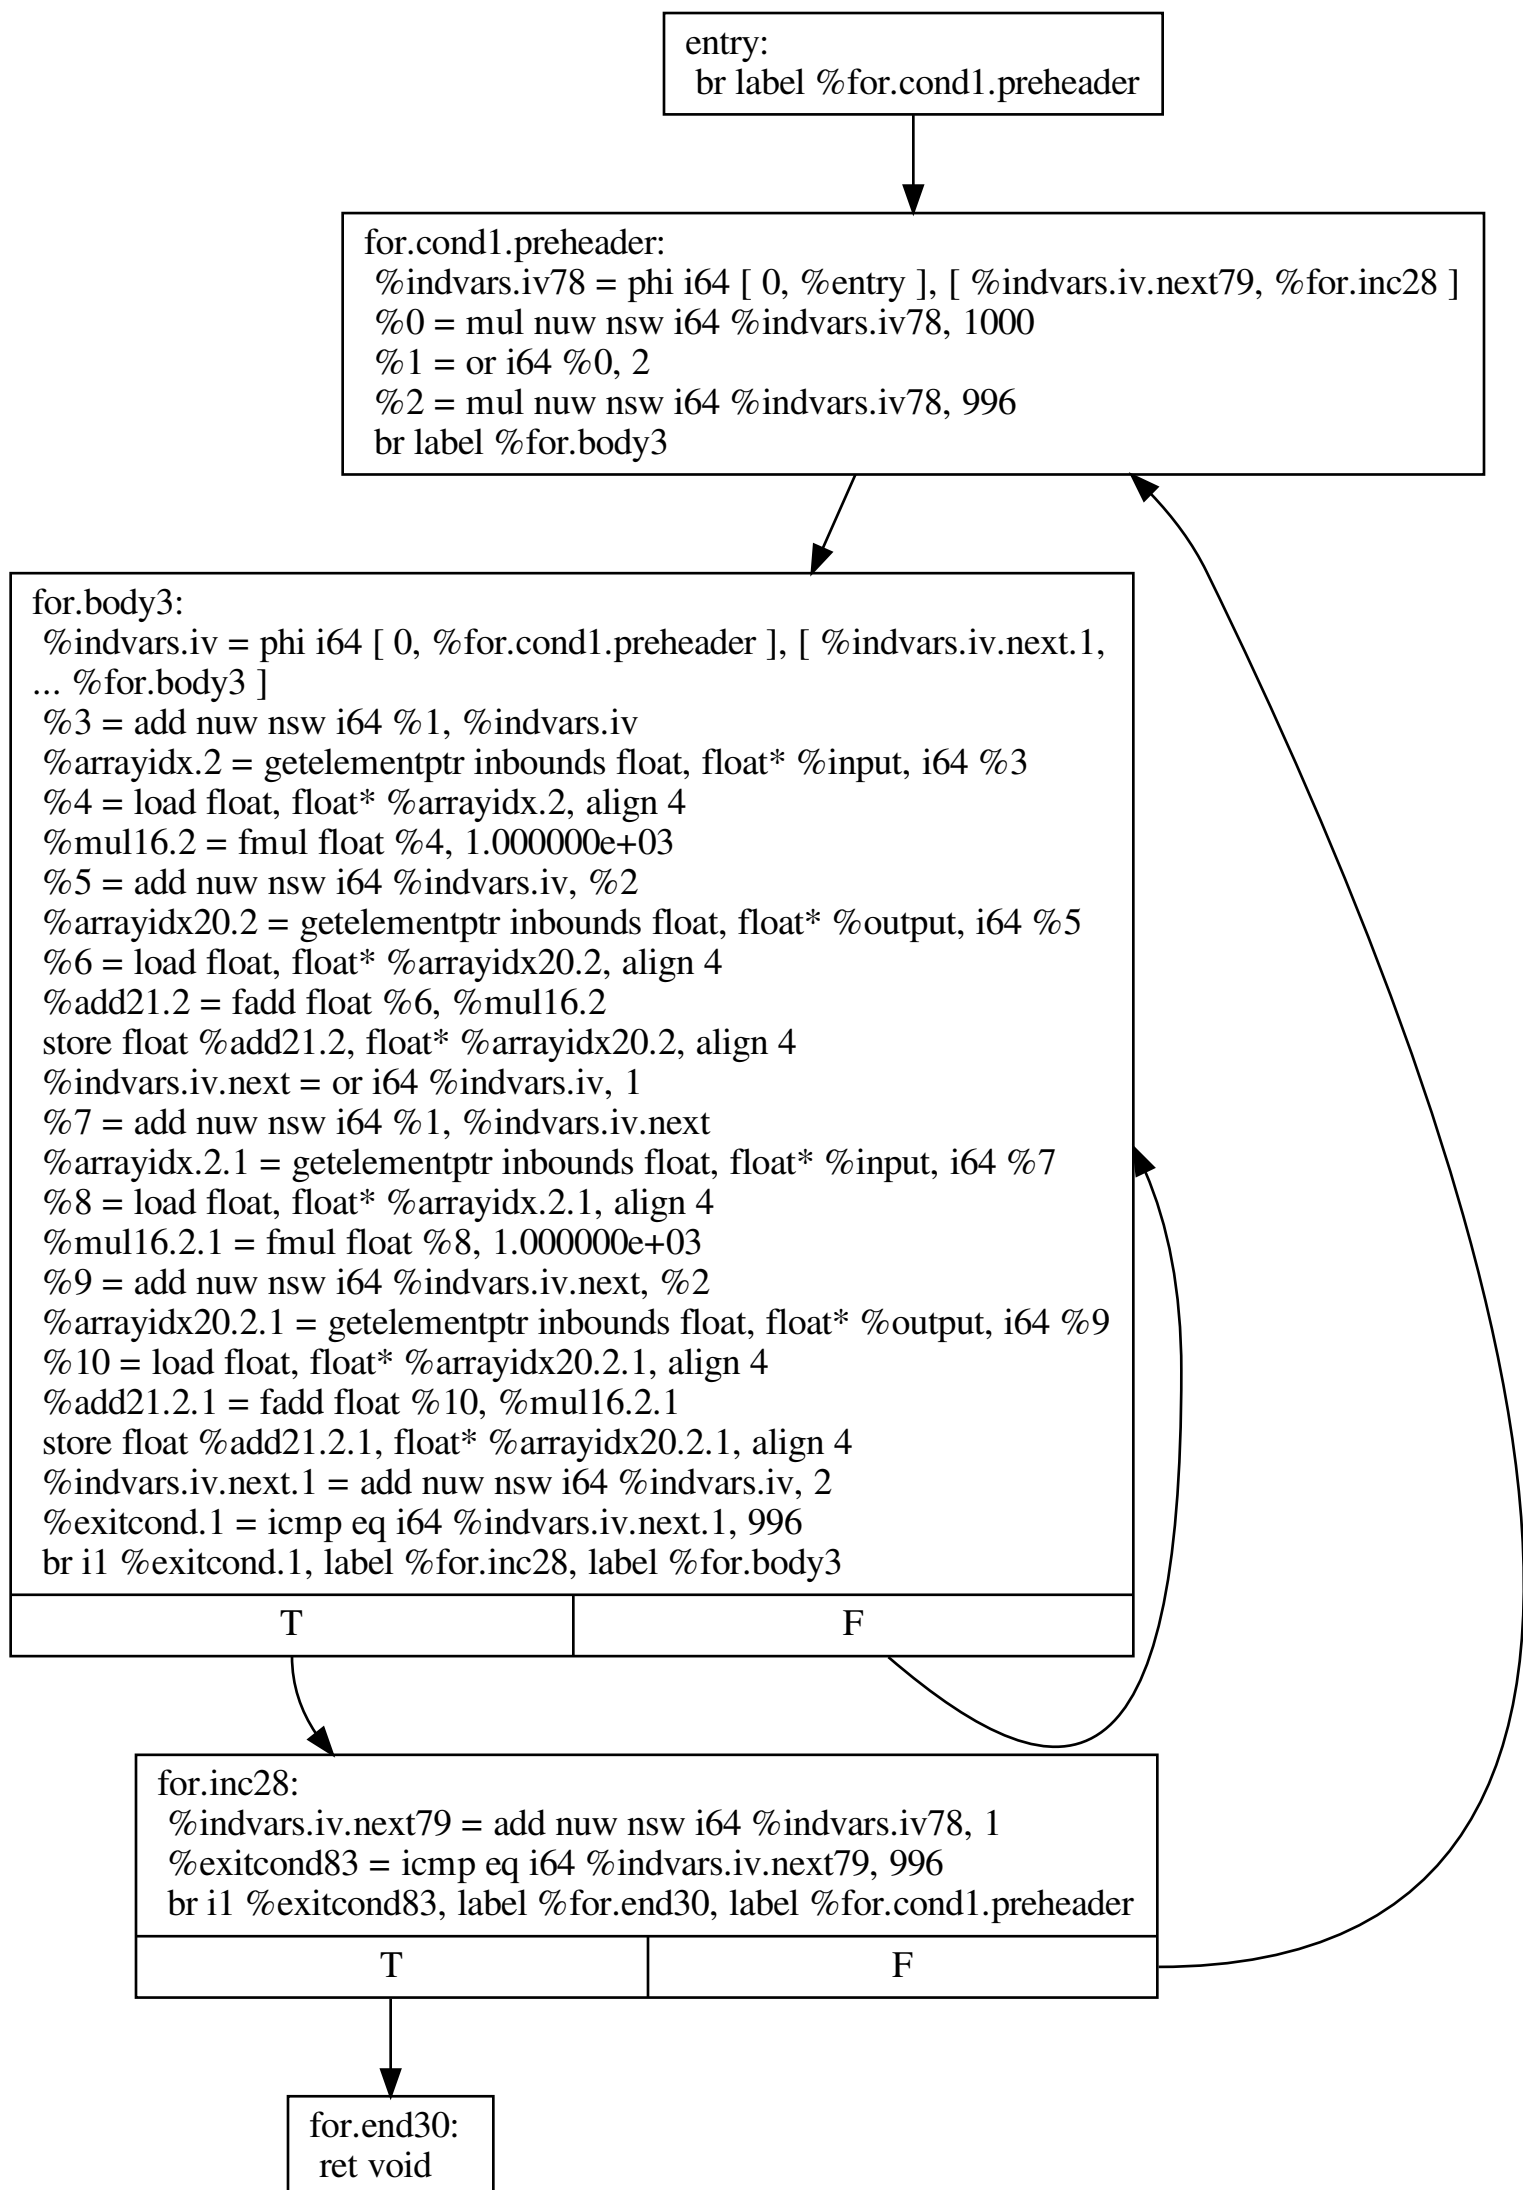 entry:
br label %for.cond1.preheader
for.cond1.preheader:
%indvars.iv78 = phi i64 [ 0, %entry ], [ %indvars.iv.next79, %for.inc28 ]
%0 = mul nuw nsw i64 %indvars.iv78, 1000
%1 = or i64 %0, 2
%2 = mul nuw nsw i64 %indvars.iv78, 996
br label %for.body3
for.body3:
%indvars.iv = phi i64 [ 0, %for.cond1.preheader ], [ %indvars.iv.next.1,
... %for.body3 ]
%3 = add nuw nsw i64 %1, %indvars.iv
%arrayidx.2 = getelementptr inbounds float, float* %input, i64 %3
%4 = load float, float* %arrayidx.2, align 4
%mul16.2 = fmul float %4, 1.000000e+03
%5 = add nuw nsw i64 %indvars.iv, %2
%arrayidx20.2 = getelementptr inbounds float, float* %output, i64 %5
%6 = load float, float* %arrayidx20.2, align 4
%add21.2 = fadd float %6, %mul16.2
store float %add21.2, float* %arrayidx20.2, align 4
%indvars.iv.next = or i64 %indvars.iv, 1
%7 = add nuw nsw i64 %1, %indvars.iv.next
%arrayidx.2.1 = getelementptr inbounds float, float* %input, i64 %7
%8 = load float, float* %arrayidx.2.1, align 4
%mul16.2.1 = fmul float %8, 1.000000e+03
%9 = add nuw nsw i64 %indvars.iv.next, %2
%arrayidx20.2.1 = getelementptr inbounds float, float* %output, i64 %9
%10 = load float, float* %arrayidx20.2.1, align 4
%add21.2.1 = fadd float %10, %mul16.2.1
store float %add21.2.1, float* %arrayidx20.2.1, align 4
%indvars.iv.next.1 = add nuw nsw i64 %indvars.iv, 2
%exitcond.1 = icmp eq i64 %indvars.iv.next.1, 996
br i1 %exitcond.1, label %for.inc28, label %for.body3
T F
for.inc28:
%indvars.iv.next79 = add nuw nsw i64 %indvars.iv78, 1
%exitcond83 = icmp eq i64 %indvars.iv.next79, 996
br i1 %exitcond83, label %for.end30, label %for.cond1.preheader
T F
for.end30:
ret void